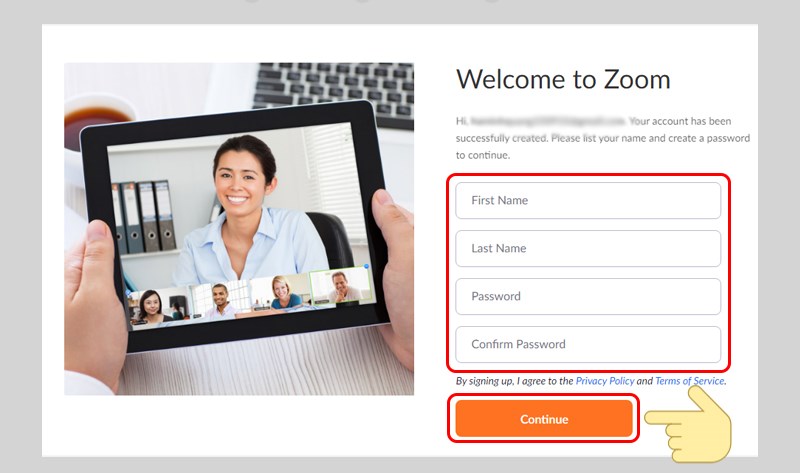 Welcome to Zoom
Hi, Your account has been
successfully created. Please list your name and create a password
to continue.
First Name
Last Name
Password
Confirm Password
By signing up, I agree to the Privacy Policy and Terms of Service.
Continue